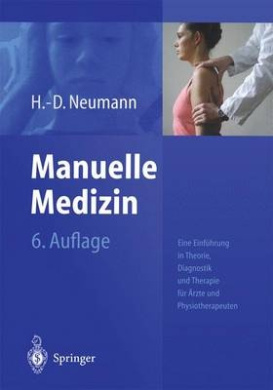 H.-D. Neumann
Manuelle
Medizin
6. Auflage
Eine Einführung
in Theorie,
Diagnostik
und Therapie
für Ärzte und
Physiotherapeuten
Springer